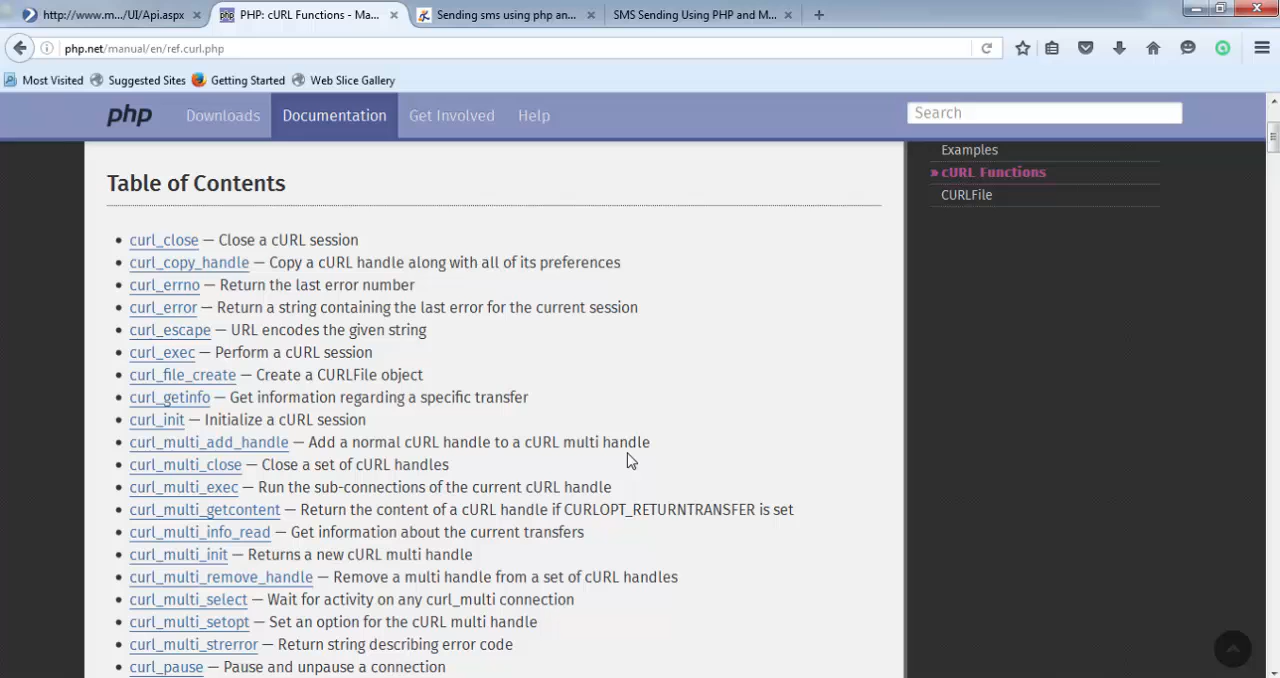 http://www.m.../UI/Api.aspx
PHP: cURL Functions - Ma...
Sending sms using php an...
SMS Sending Using PHP and M...
php.net/manual/en/ref.curl.php
Most Visited
Suggested Sites
Getting Started
Web Slice Gallery
php
Downloads
Documentation
Get Involved
Help
Search
Examples
» cURL Functions
CURLFile
Table of Contents
• curl_close — Close a cURL session
• curl_copy_handle — Copy a cURL handle along with all of its preferences
• curl_errno — Return the last error number
• curl_error — Return a string containing the last error for the current session
• curl_escape — URL encodes the given string
• curl_exec — Perform a cURL session
• curl_file_create — Create a CURLFile object
• curl_getinfo — Get information regarding a specific transfer
• curl_init — Initialize a cURL session
• curl_multi_add_handle — Add a normal cURL handle to a cURL multi handle
• curl_multi_close — Close a set of cURL handles
• curl_multi_exec — Run the sub-connections of the current cURL handle
• curl_multi_getcontent — Return the content of a cURL handle if CURLOPT_RETURNTRANSFER is set
• curl_multi_info_read — Get information about the current transfers
• curl_multi_init — Returns a new cURL multi handle
• curl_multi_remove_handle — Remove a multi handle from a set of cURL handles
• curl_multi_select — Wait for activity on any curl_multi connection
• curl_multi_setopt — Set an option for the cURL multi handle
• curl_multi_strerror — Return string describing error code
• curl_pause — Pause and unpause a connection